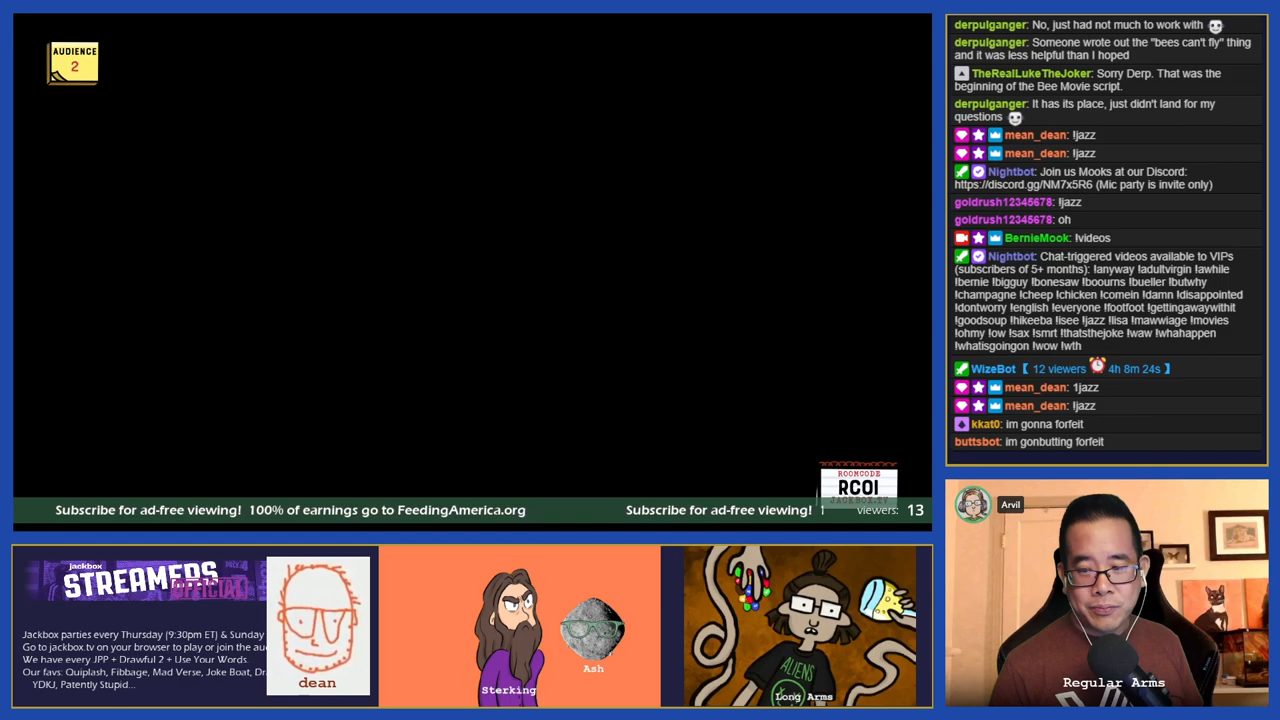 AUDIENCE
2
ROOMCODE
RCOI
JACKBOX.TV
Subscribe for ad-free viewing! 100% of earnings go to FeedingAmerica.org
Subscribe for ad-free viewing! 1
viewers: 13
derpulganger: No, just had not much to work with
derpulganger: Someone wrote out the "bees can't fly" thing
and it was less helpful than I hoped
TheRealLukeTheJoker: Sorry Derp. That was the
beginning of the Bee Movie script.
derpulganger: It has its place, just didn't land for my
questions
mean_dean: !jazz
mean_dean: !jazz
Nightbot: Join us Mooks at our Discord:
https://discord.gg/NM7x5R6 (Mic party is invite only)
goldrush12345678: !jazz
goldrush12345678: oh
BernieMook: !videos
Nightbot: Chat-triggered videos available to VIPs
(subscribers of 5+ months): !anyway !adultvirgin !awhile
!bernie !bigguy !bonesaw !boourns !bueller !butwhy
!champagne !cheep !chicken !comein !damn !disappointed
!dontworry !english !everyone !footfoot !gettingawaywithit
!goodsoup !hikeeba !isee !jazz !lisa !mawwiage !movies
!ohmy !ow !sax !smrt !thatsthejoke !waw !whahappen
!whatisgoingon !wow !wth
WizeBot 【 12 viewers 4h 8m 24s 】
mean_dean: 1jazz
mean_dean: !jazz
kkat0: im gonna forfeit
buttsbot: im gonbutting forfeit
jackbox
STREAMERS
OFFICIAL
Jackbox parties every Thursday (9:30pm ET) & Sunday
Go to jackbox.tv on your browser to play or join the au
We have every JPP + Drawful 2 + Use Your Words.
Our favs: Quiplash, Fibbage, Mad Verse, Joke Boat, Dr
YDKJ, Patently Stupid...
dean
Sterking
Ash
ALIENS
Long Arms
Arvil
Regular Arms